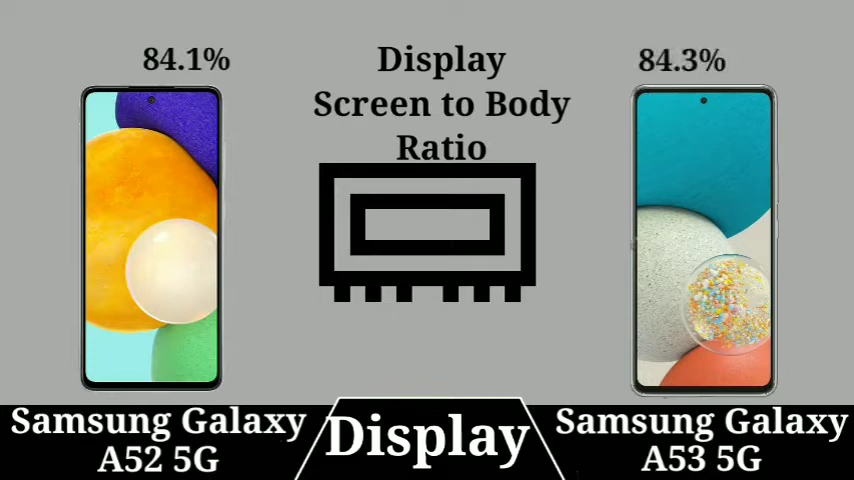 84.1%
Display
Screen to Body
Ratio
84.3%
Samsung Galaxy
A52 5G
Display
Samsung Galaxy
A53 5G